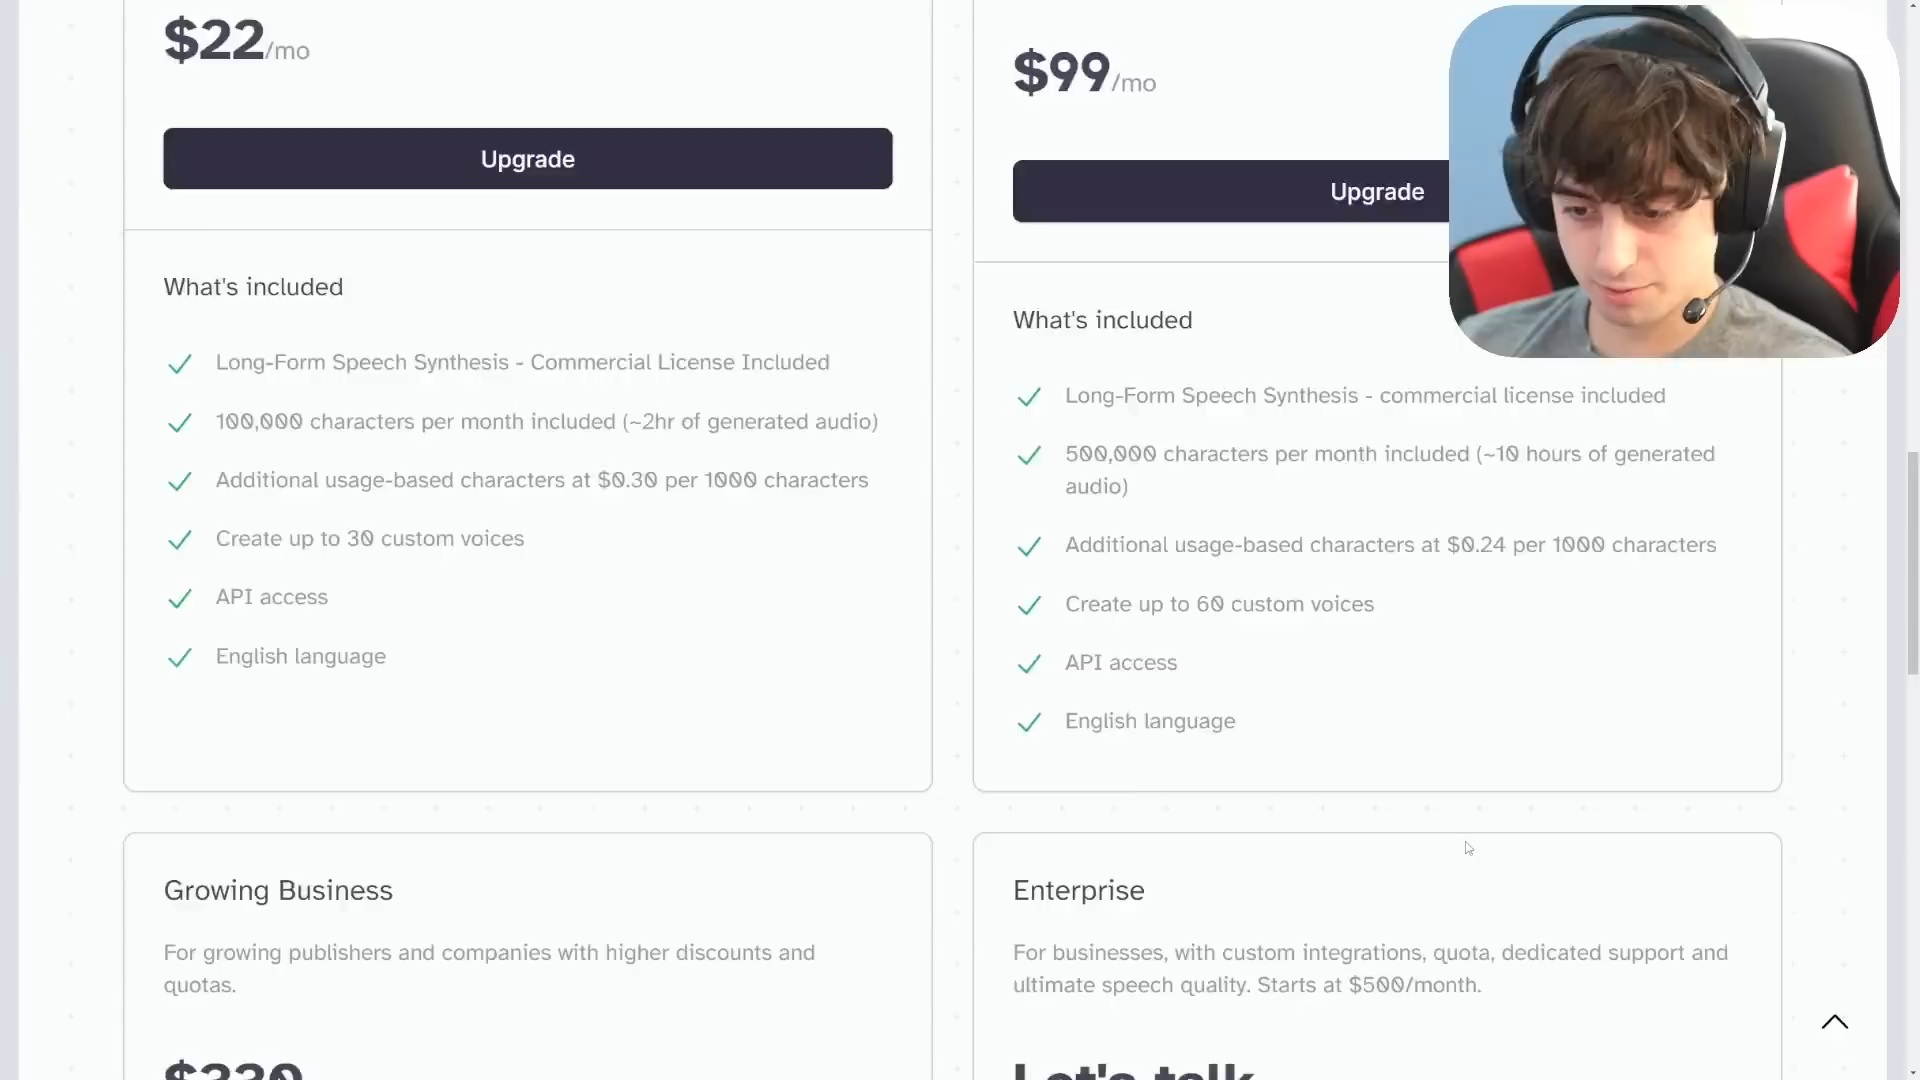 $22/mo
Upgrade
What's included
Long-Form Speech Synthesis - Commercial License Included
100,000 characters per month included (~2hr of generated audio)
Additional usage-based characters at $0.30 per 1000 characters
Create up to 30 custom voices
API access
English language
$99/mo
Upgrade
What's included
Long-Form Speech Synthesis - commercial license included
500,000 characters per month included (~10 hours of generated
audio)
Additional usage-based characters at $0.24 per 1000 characters
Create up to 60 custom voices
API access
English language
Growing Business
For growing publishers and companies with higher discounts and
quotas.
$330
Enterprise
For businesses, with custom integrations, quota, dedicated support and
ultimate speech quality. Starts at $500/month.
Let's talk